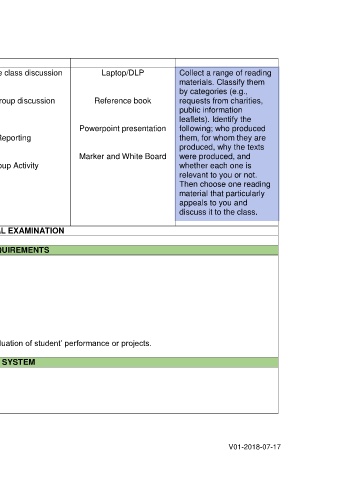 e class discussion
Laptop/DLP
Collect a range of reading
materials. Classify them
by categories (e.g.,
requests from charities,
public information
leaflets). Identify the
following; who produced
them, for whom they are
produced, why the texts
were produced, and
whether each one is
relevant to you or not.
Then choose one reading
material that particularly
appeals to you and
discuss it to the class.
roup discussion
Reference book
Powerpoint presentation
Reporting
Marker and White Board
oup Activity
L EXAMINATION
QUIREMENTS
luation of student' performance or projects.
SYSTEM
V01-2018-07-17